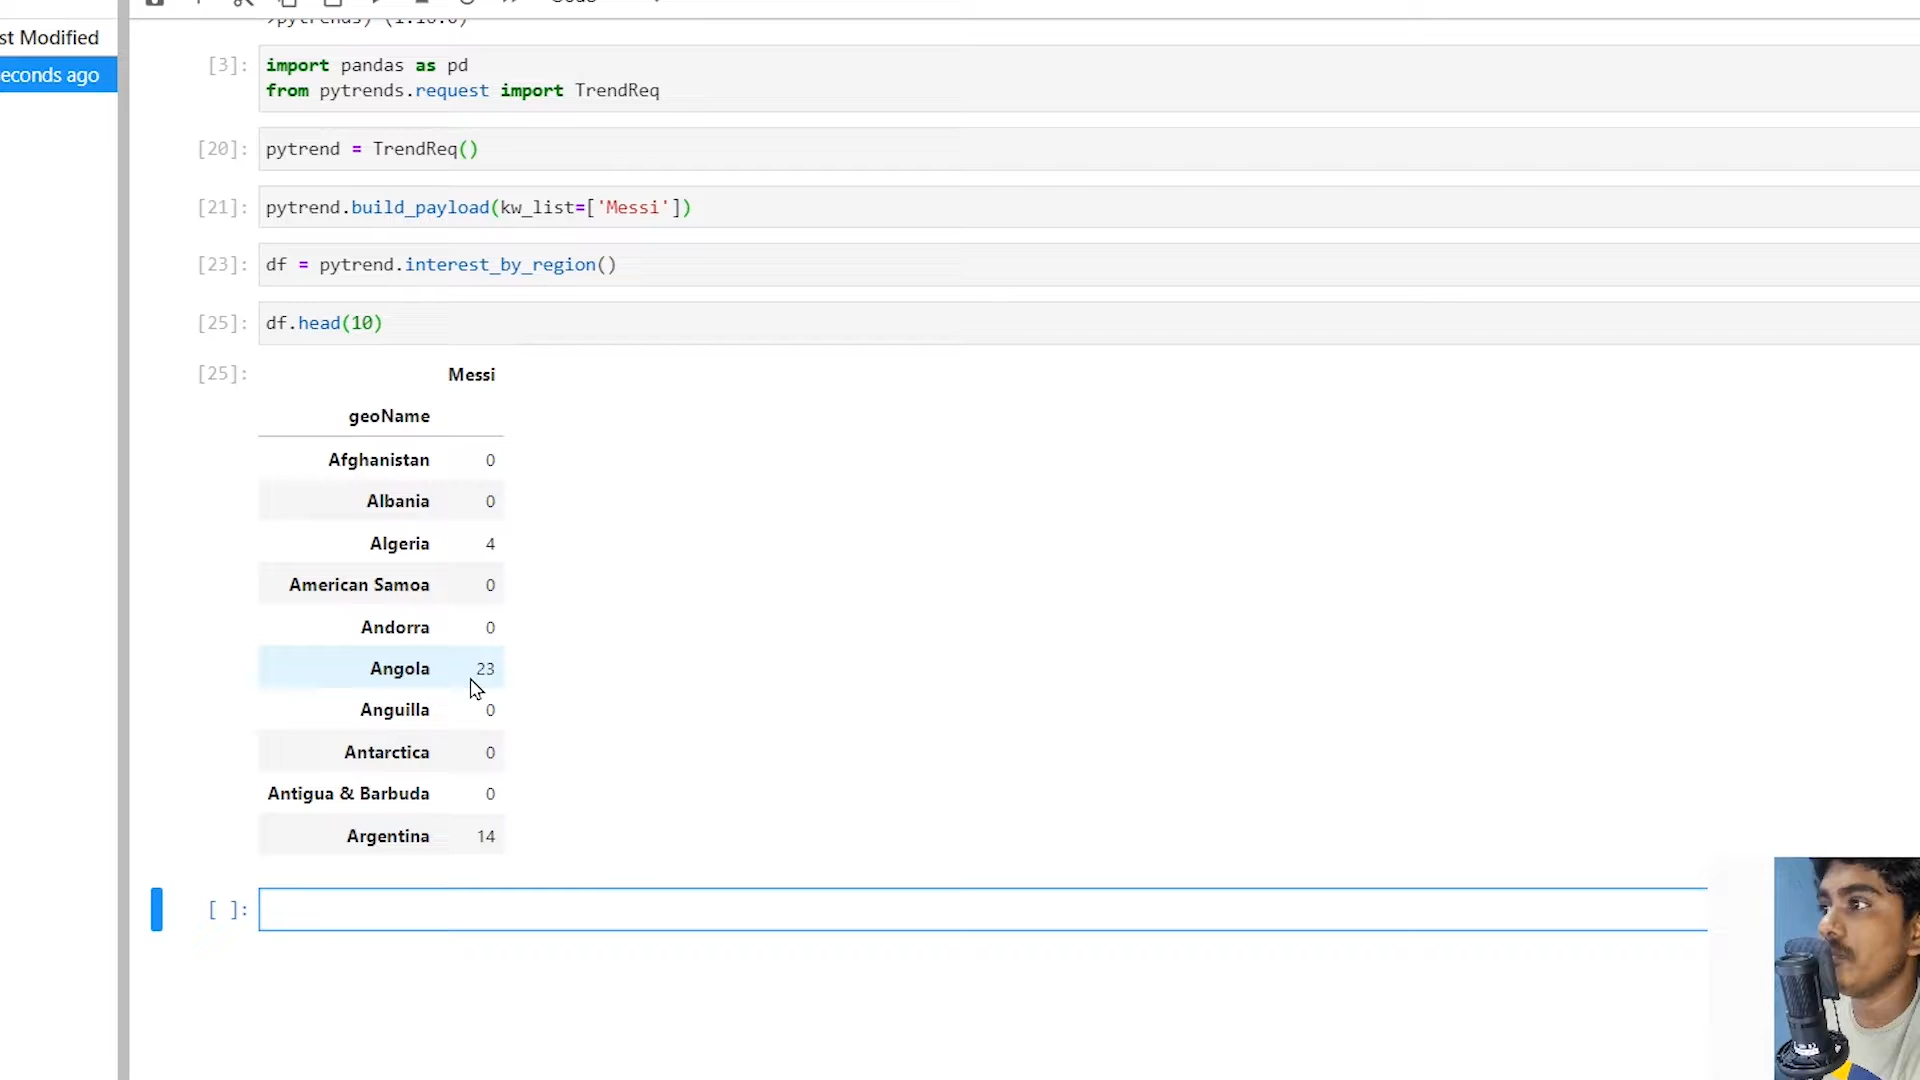 st Modified
econds ago
[3]: import pandas as pd
from pytrends.request import TrendReq
[20]: pytrend = TrendReq()
[21]: pytrend.build_payload(kw_list=['Messi'])
[23]: df = pytrend.interest_by_region()
[25]: df.head(10)
[25]: Messi
geoName
Afghanistan 0
Albania 0
Algeria 4
American Samoa 0
Andorra 0
Angola 23
Anguilla 0
Antarctica 0
Antigua & Barbuda 0
Argentina 14
[ ]: